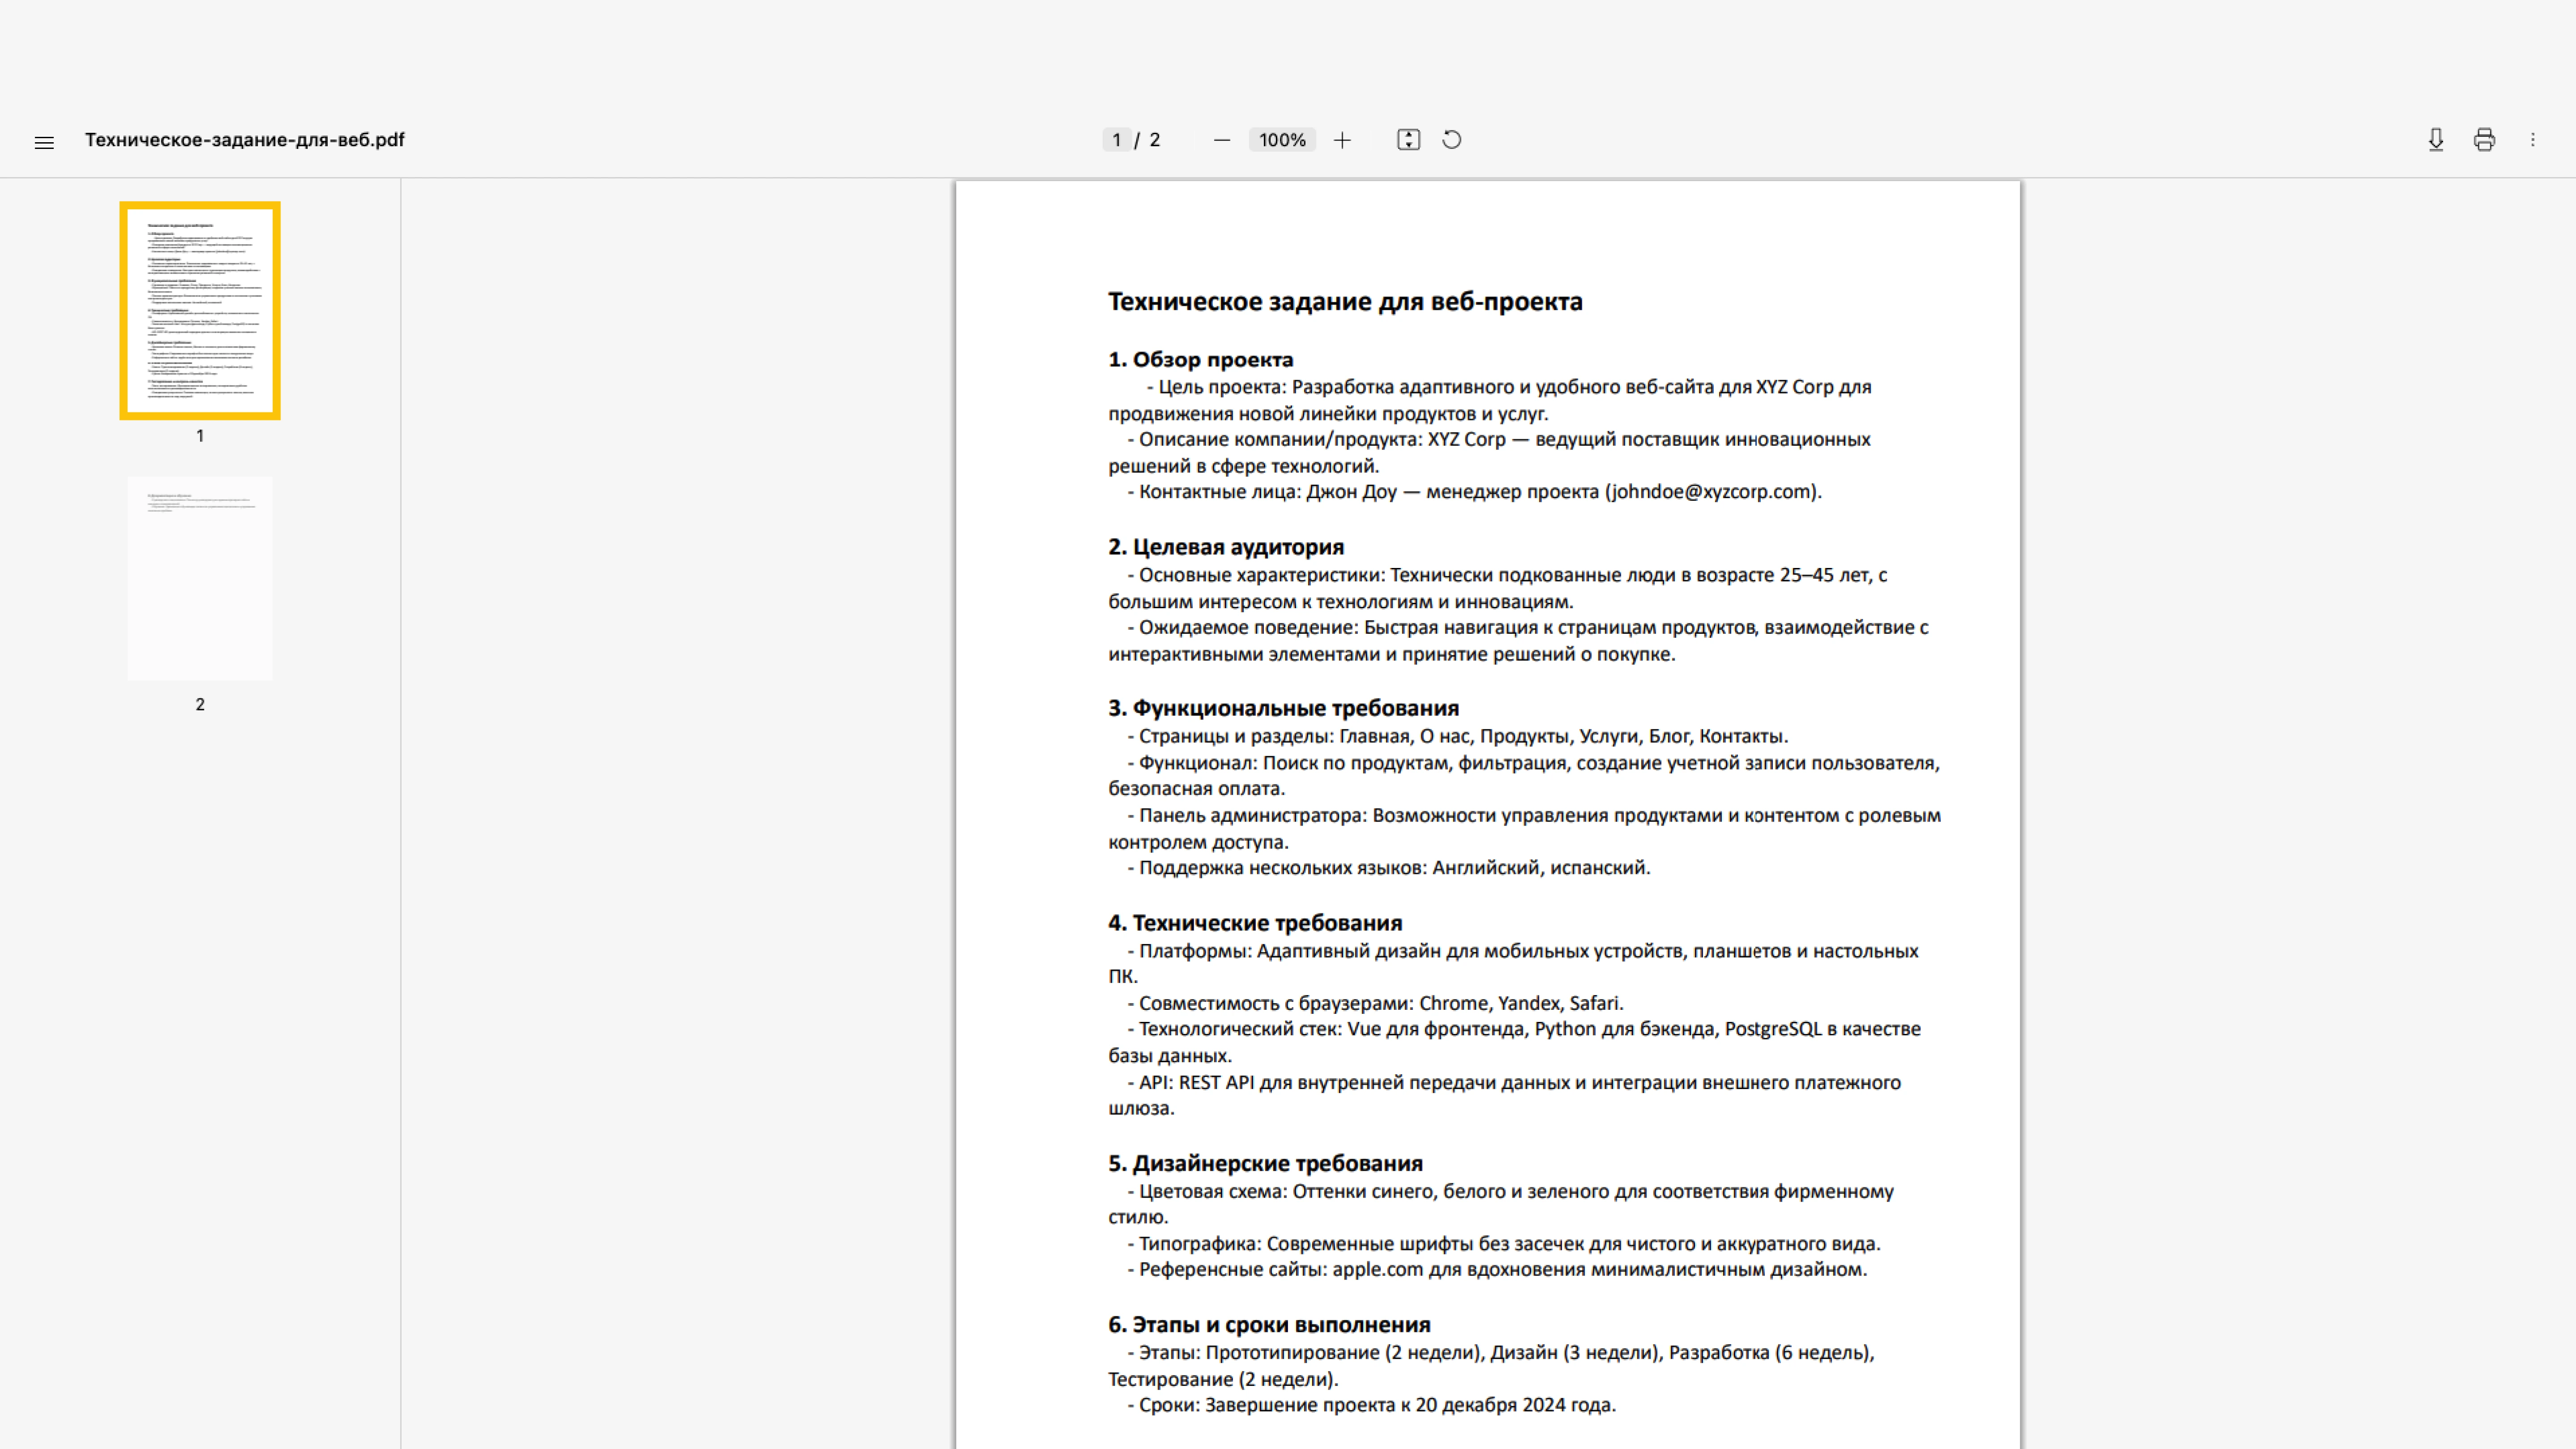 Техническое-задание-для-веб.pdf
1 / 2
100%
1
2
Техническое задание для веб-проекта
1. Обзор проекта
- Цель проекта: Разработка адаптивного и удобного веб-сайта для XYZ Corp для
продвижения новой линейки продуктов и услуг.
- Описание компании/продукта: XYZ Corp — ведущий поставщик инновационных
решений в сфере технологий.
- Контактные лица: Джон Доу — менеджер проекта (johndoe@xyzcorp.com).
2. Целевая аудитория
- Основные характеристики: Технически подкованные люди в возрасте 25–45 лет, с
большим интересом к технологиям и инновациям.
- Ожидаемое поведение: Быстрая навигация к страницам продуктов, взаимодействие с
интерактивными элементами и принятие решений о покупке.
3. Функциональные требования
- Страницы и разделы: Главная, О нас, Продукты, Услуги, Блог, Контакты.
- Функционал: Поиск по продуктам, фильтрация, создание учетной записи пользователя,
безопасная оплата.
- Панель администратора: Возможности управления продуктами и контентом с ролевым
контролем доступа.
- Поддержка нескольких языков: Английский, испанский.
4. Технические требования
- Платформы: Адаптивный дизайн для мобильных устройств, планшетов и настольных
ПК.
- Совместимость с браузерами: Chrome, Yandex, Safari.
- Технологический стек: Vue для фронтенда, Python для бэкенда, PostgreSQL в качестве
базы данных.
- API: REST API для внутренней передачи данных и интеграции внешнего платежного
шлюза.
5. Дизайнерские требования
- Цветовая схема: Оттенки синего, белого и зеленого для соответствия фирменному
стилю.
- Типографика: Современные шрифты без засечек для чистого и аккуратного вида.
- Референсные сайты: apple.com для вдохновения минималистичным дизайном.
6. Этапы и сроки выполнения
- Этапы: Прототипирование (2 недели), Дизайн (3 недели), Разработка (6 недель),
Тестирование (2 недели).
- Сроки: Завершение проекта к 20 декабря 2024 года.